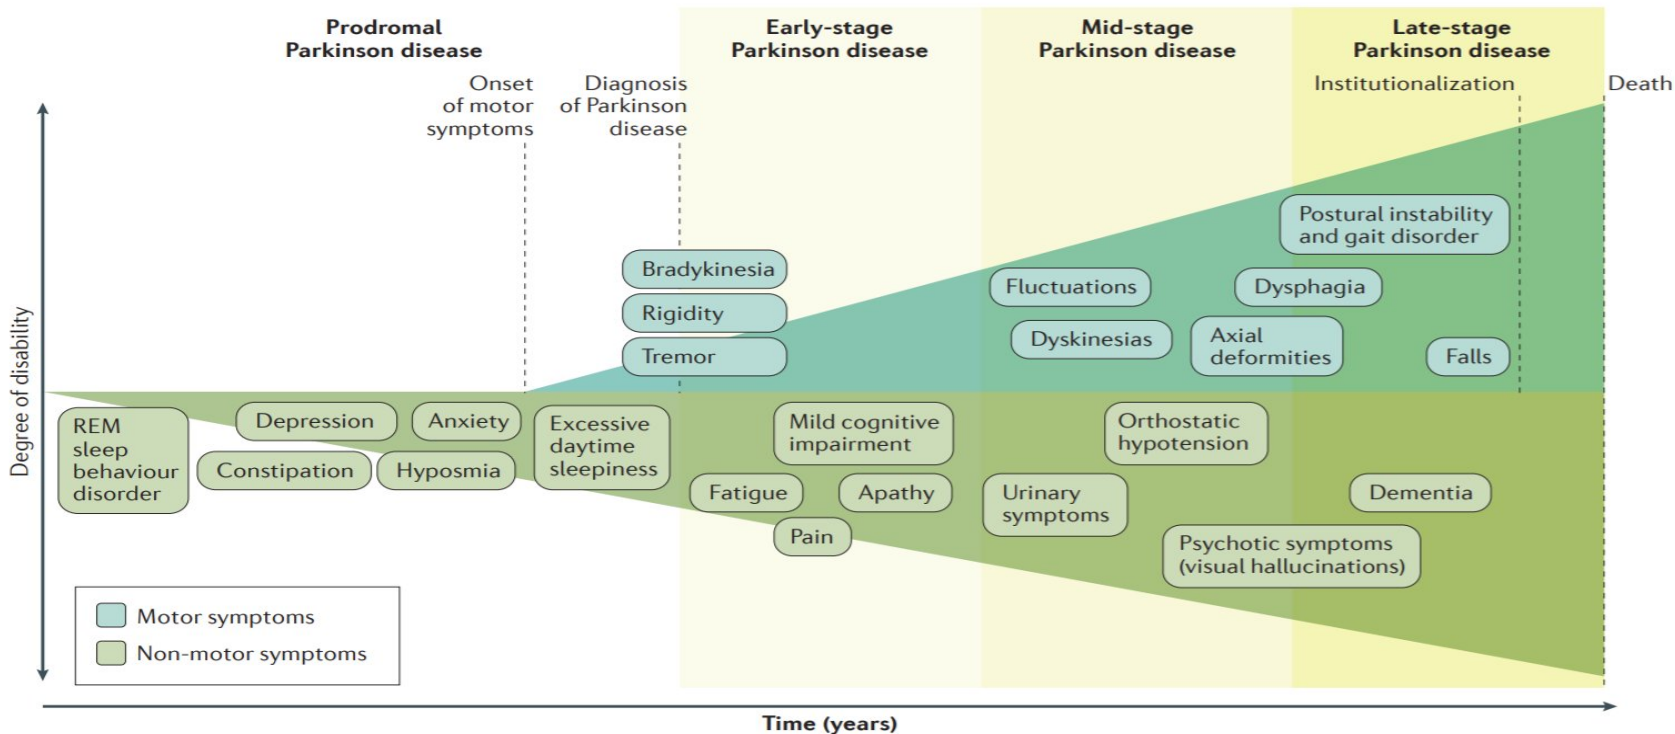 Prodromal
Parkinson disease
Early-stage
Parkinson disease
Mid-stage
Parkinson disease
Late-stage
Parkinson disease
Onset
of motor
symptoms
Diagnosis
of Parkinson
disease
Institutionalization
Death
Degree of disability
Bradykinesia
Rigidity
Tremor
Fluctuations
Dyskinesias
Postural instability
and gait disorder
Dysphagia
Axial
deformities
Falls
REM
sleep
behaviour
disorder
Depression
Anxiety
Constipation
Hyposmia
Excessive
daytime
sleepiness
Mild cognitive
impairment
Fatigue
Apathy
Pain
Orthostatic
hypotension
Urinary
symptoms
Dementia
Psychotic symptoms
(visual hallucinations)
Motor symptoms
Non-motor symptoms
Time (years)